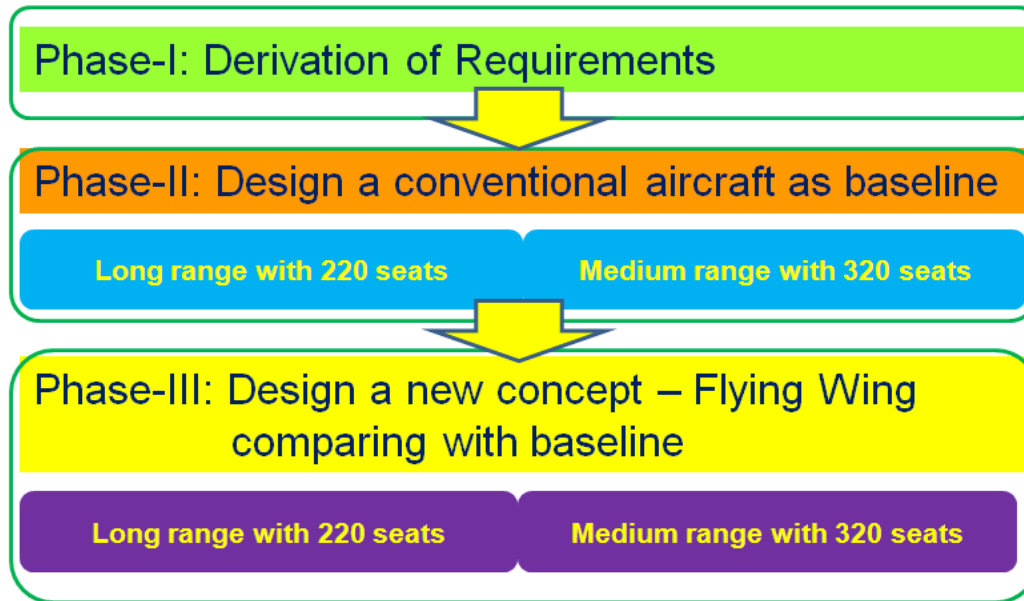 Phase-I: Derivation of Requirements
Phase-II: Design a conventional aircraft as baseline
Long range with 220 seats
Medium range with 320 seats
Phase-III: Design a new concept – Flying Wing
comparing with baseline
Long range with 220 seats
Medium range with 320 seats